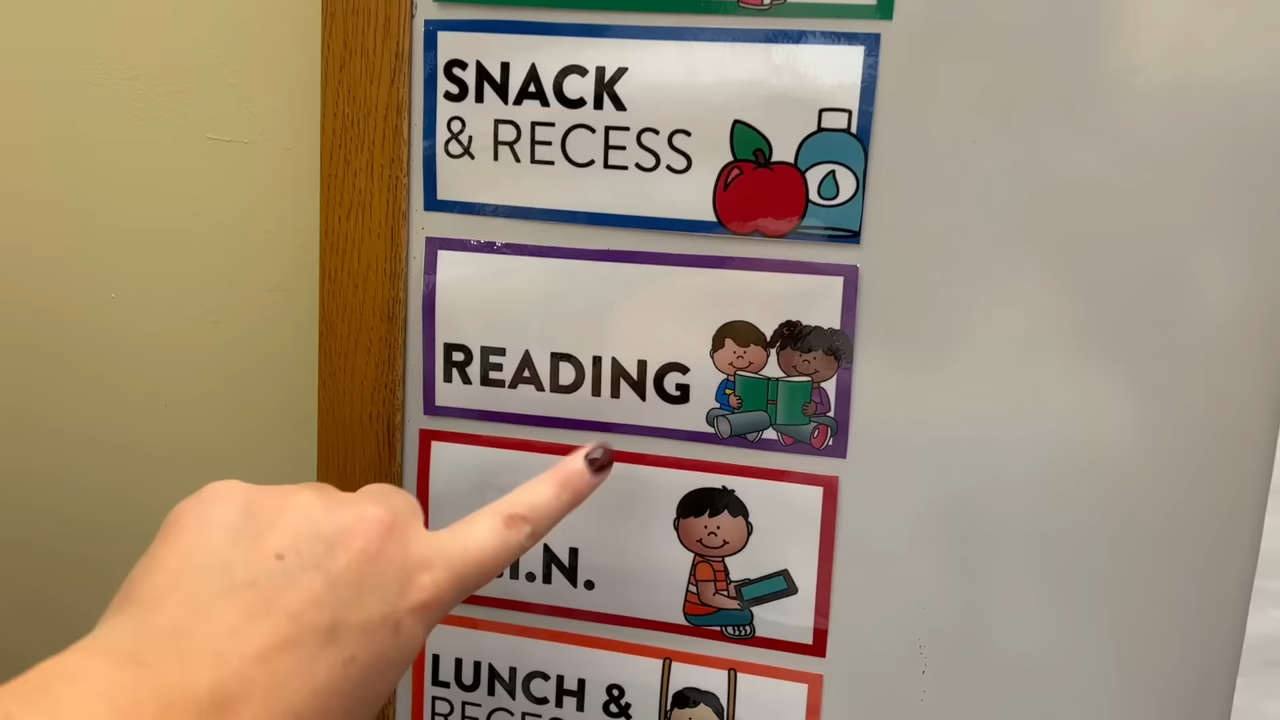 SNACK
& RECESS
READING
.I.N.
LUNCH &
RECESS